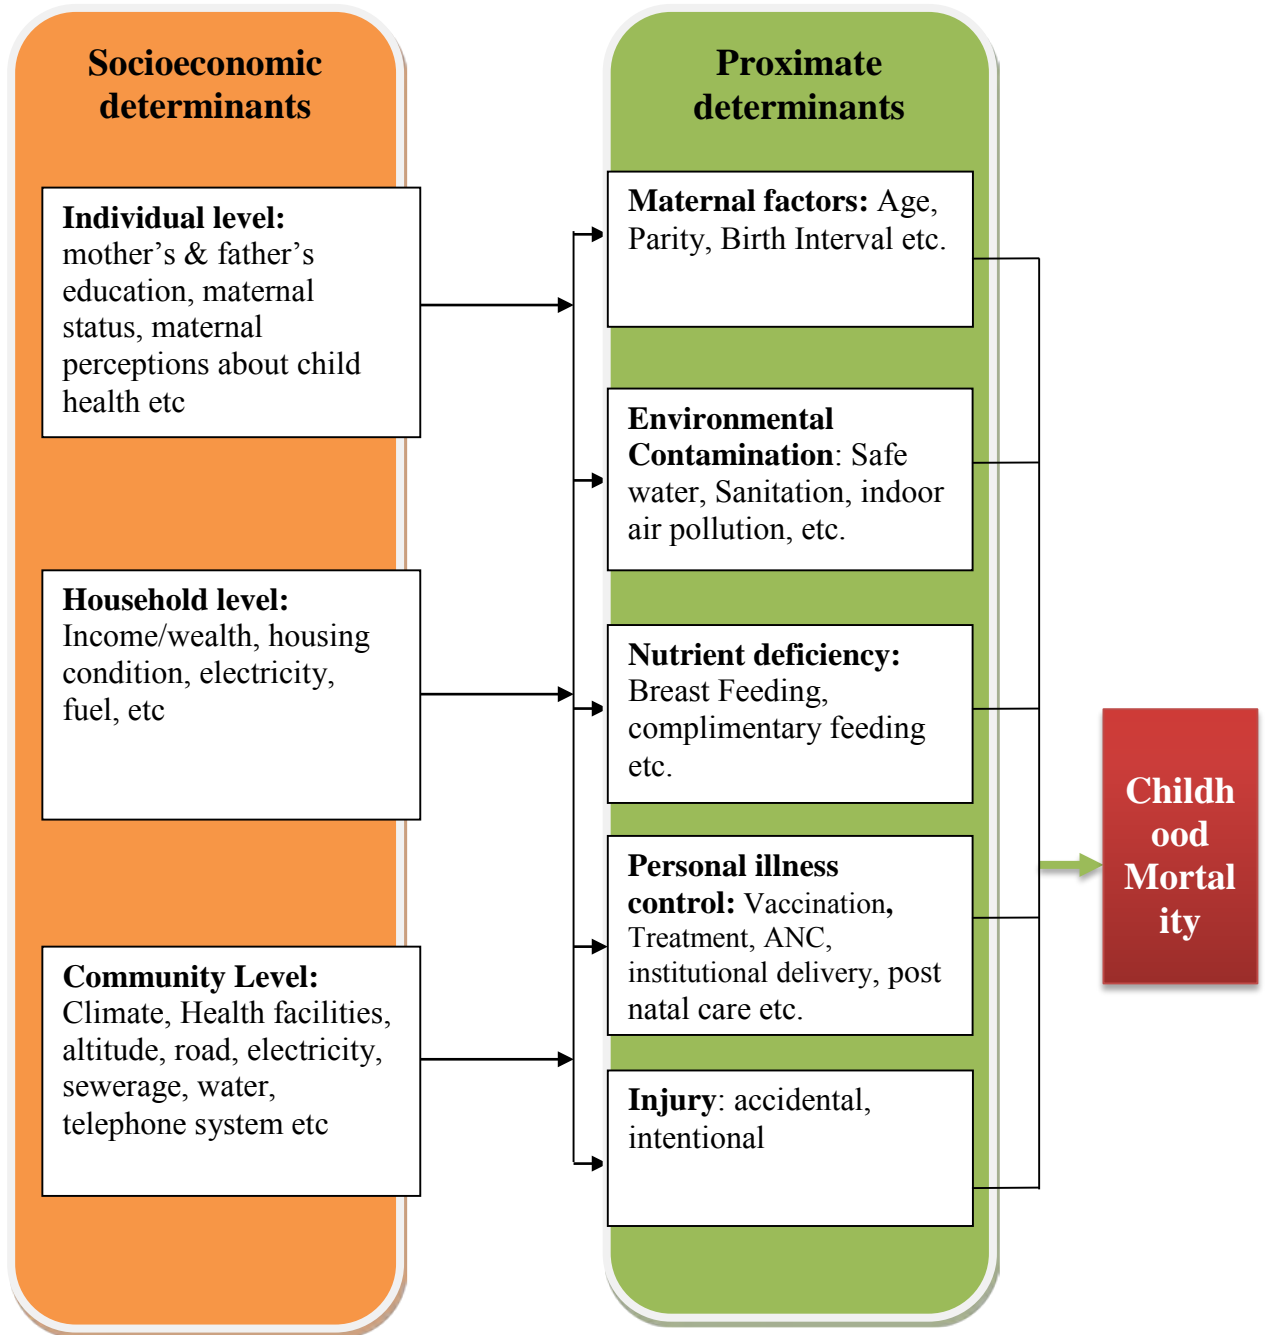 Socioeconomic
determinants
Individual level:
mother’s & father’s
education, maternal
status, maternal
perceptions about child
health etc
Household level:
Income/wealth, housing
condition, electricity,
fuel, etc
Community Level:
Climate, Health facilities,
altitude, road, electricity,
sewerage, water,
telephone system etc
Proximate
determinants
Maternal factors: Age,
Parity, Birth Interval etc.
Environmental
Contamination: Safe
water, Sanitation, indoor
air pollution, etc.
Nutrient deficiency:
Breast Feeding,
complimentary feeding
etc.
Personal illness
control: Vaccination,
Treatment, ANC,
institutional delivery, post
natal care etc.
Injury: accidental,
intentional
Childh
ood
Mortal
ity